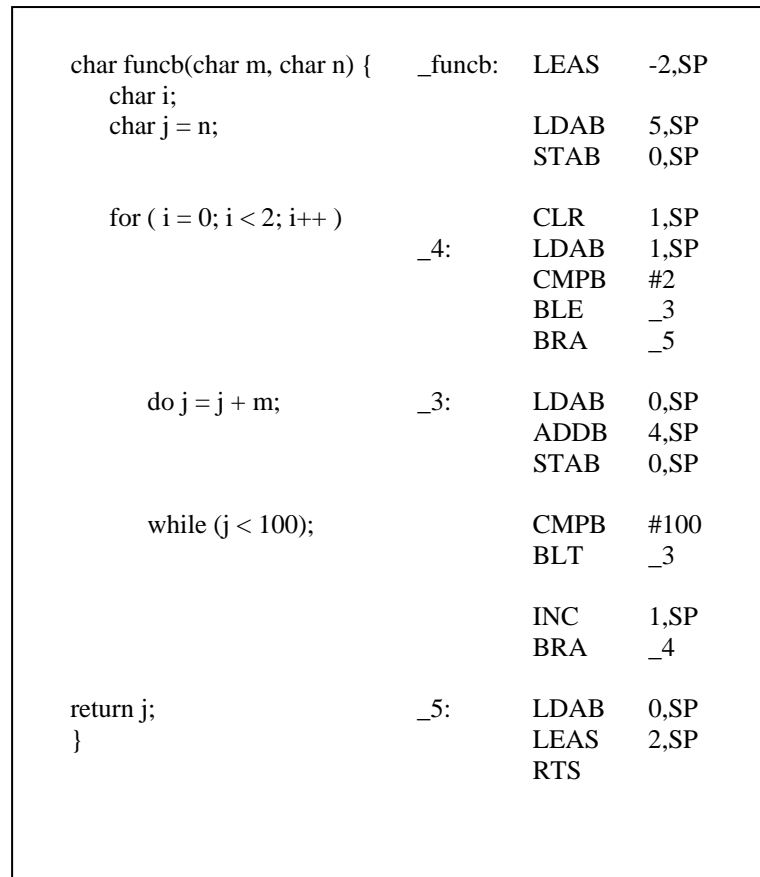 char funcb(char m, char n) { _funcb: LEAS -2,SP
char i;
char j = n; LDAB 5,SP
STAB 0,SP
for ( i = 0; i < 2; i++ ) CLR 1,SP
_4: LDAB 1,SP
CMPB #2
BLE _3
BRA _5
do j = j + m; _3: LDAB 0,SP
ADDB 4,SP
STAB 0,SP
while (j < 100); CMPB #100
BLT _3
INC 1,SP
BRA _4
return j; _5: LDAB 0,SP
} LEAS 2,SP
RTS